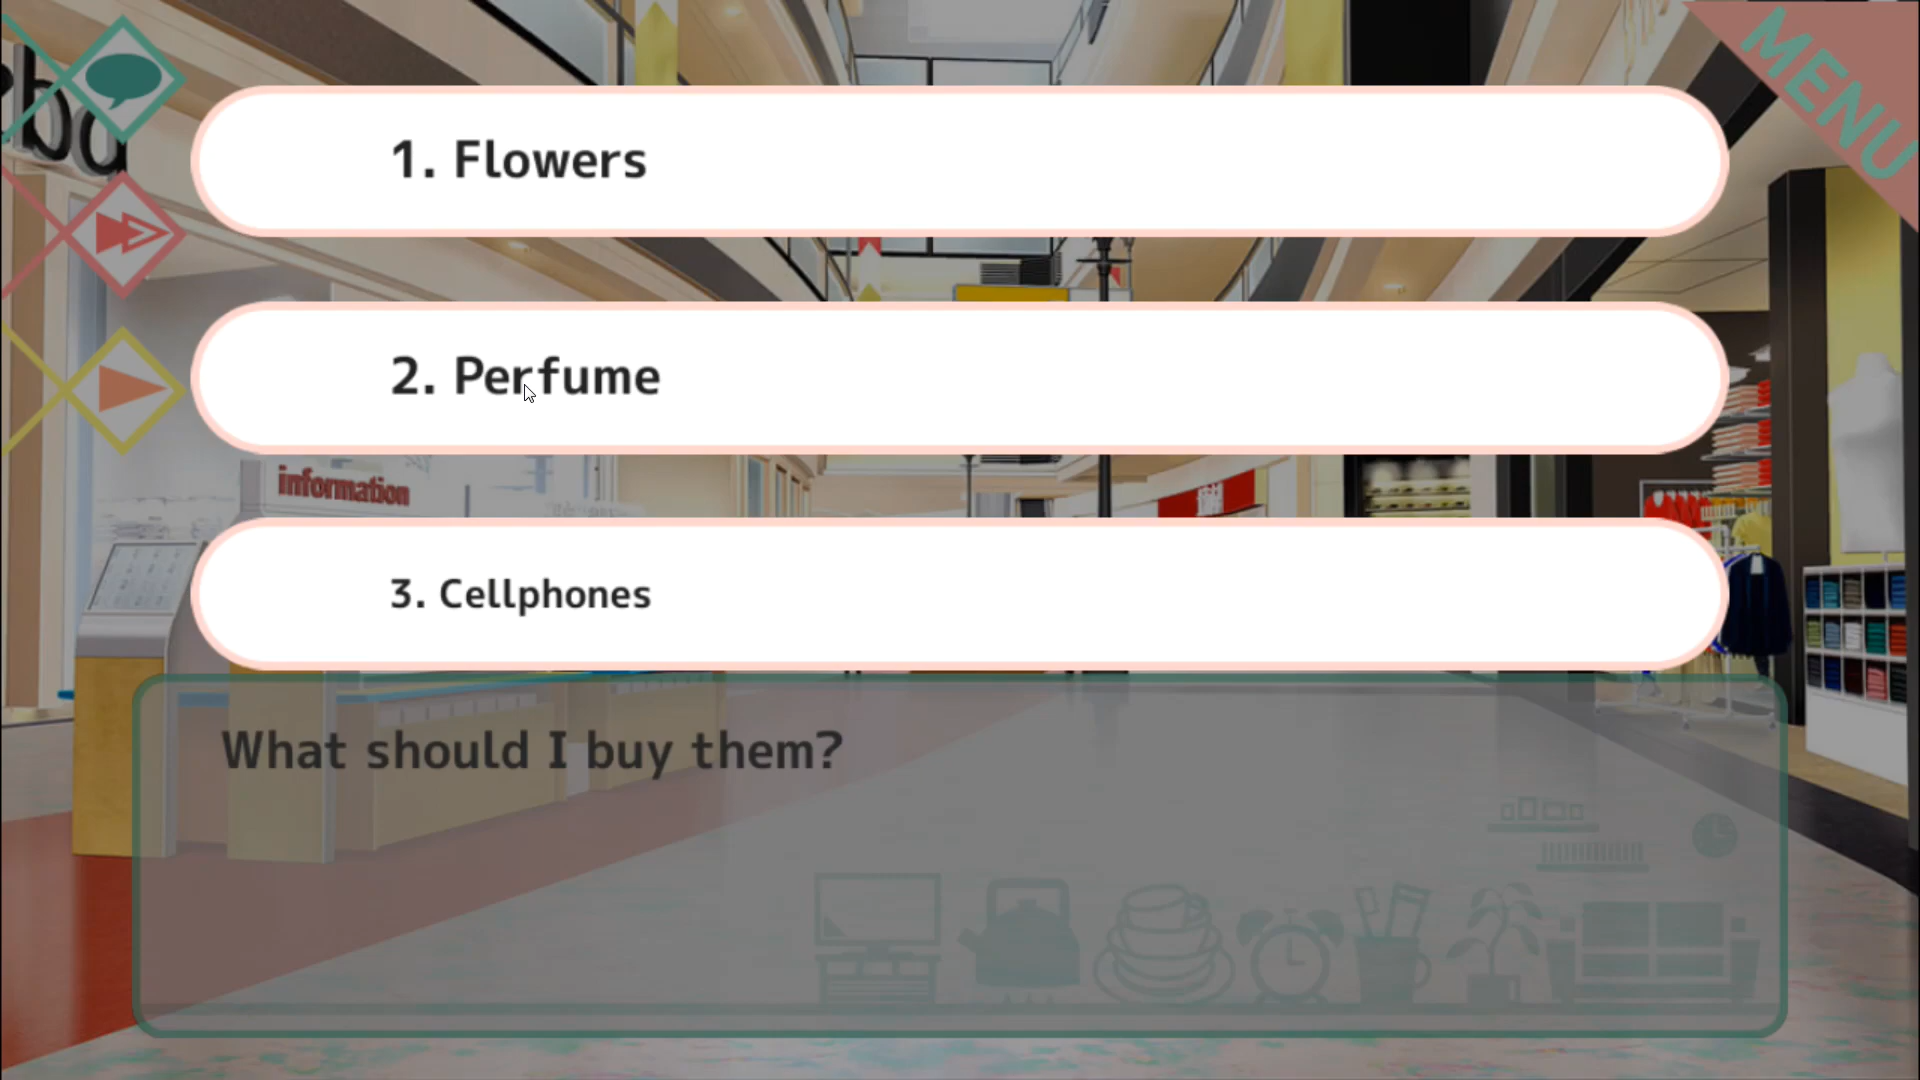 MENU
1. Flowers
2. Perfume
information
3. Cellphones
What should I buy them?